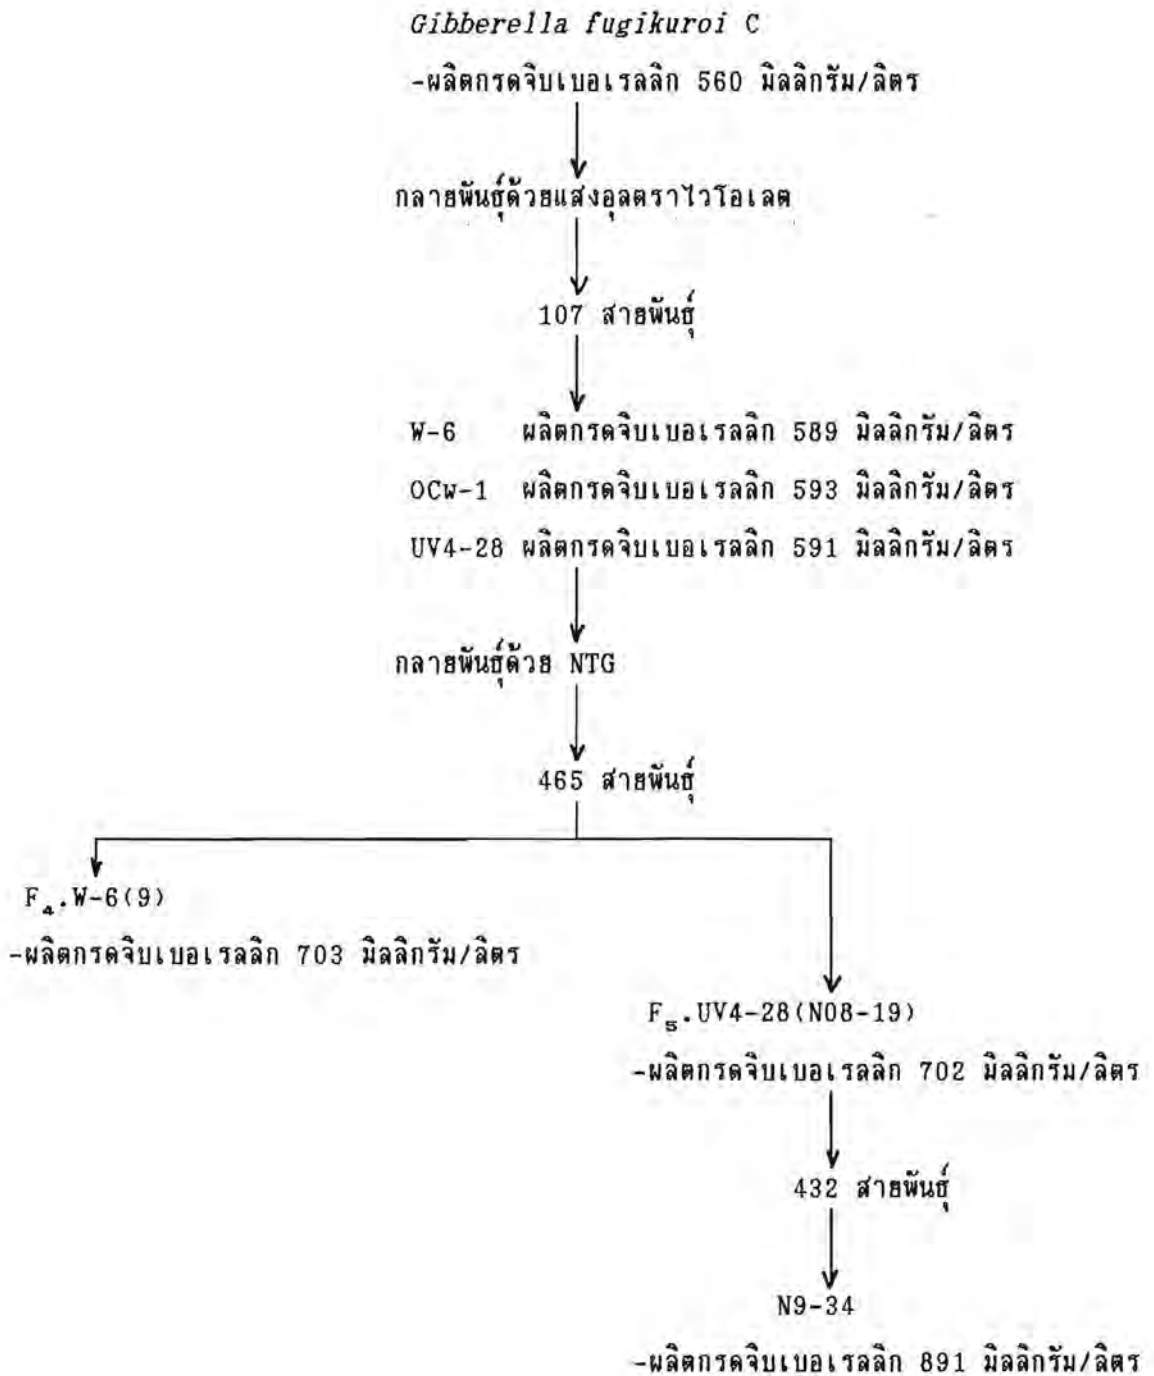 Gibberella fugikuroi C
-ผลิตกรดจิบเบอเรลลิก 560 มิลลิกรัม/ลิตร
กลายพันธุ์ด้วยแสงอุลตราไวโอเลต
107 สายพันธุ์
W-6 ผลิตกรดจิบเบอเรลลิก 589 มิลลิกรัม/ลิตร
OCw-1 ผลิตกรดจิบเบอเรลลิก 593 มิลลิกรัม/ลิตร
UV4-28 ผลิตกรดจิบเบอเรลลิก 591 มิลลิกรัม/ลิตร
กลายพันธุ์ด้วย NTG
465 สายพันธุ์
F₄.W-6(9)
-ผลิตกรดจิบเบอเรลลิก 703 มิลลิกรัม/ลิตร
F₅.UV4-28(N08-19)
-ผลิตกรดจิบเบอเรลลิก 702 มิลลิกรัม/ลิตร
432 สายพันธุ์
N9-34
-ผลิตกรดจิบเบอเรลลิก 891 มิลลิกรัม/ลิตร